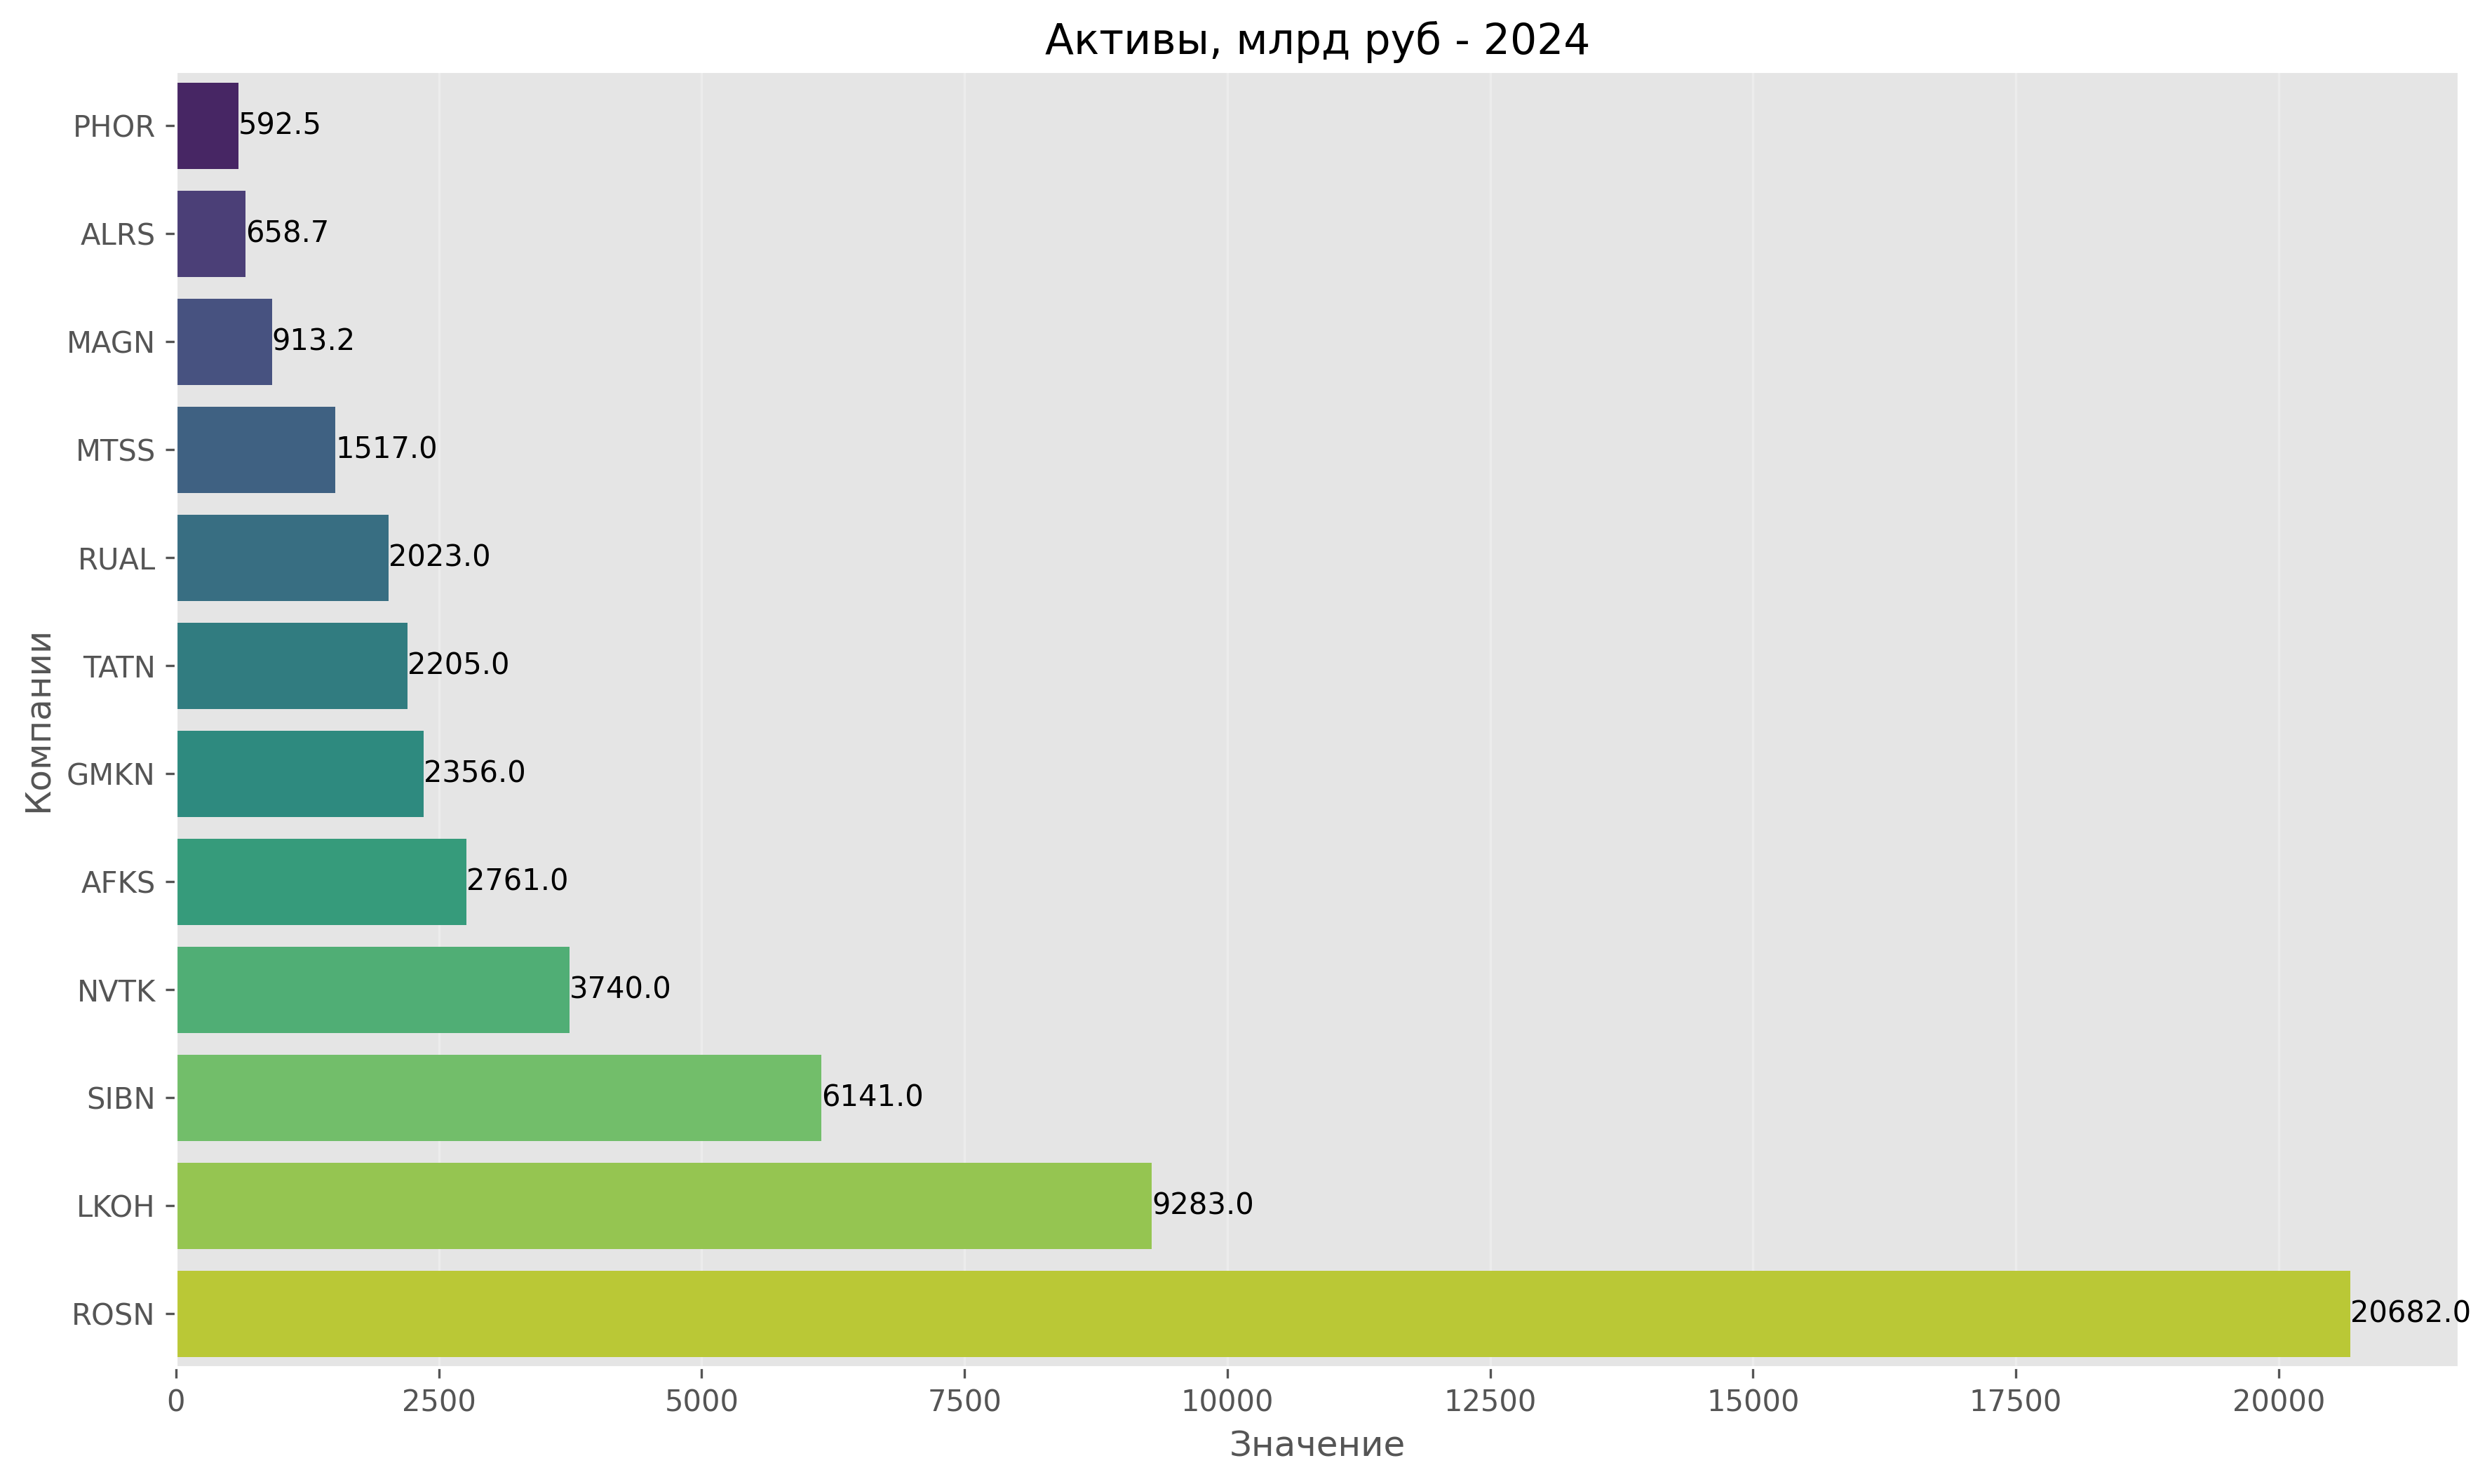 Активы, млрд руб - 2024
Компании
PHOR 592.5
ALRS 658.7
MAGN 913.2
MTSS 1517.0
RUAL 2023.0
TATN 2205.0
GMKN 2356.0
AFKS 2761.0
NVTK 3740.0
SIBN 6141.0
LKOH 9283.0
ROSN 20682.0
0 2500 5000 7500 10000 12500 15000 17500 20000
Значение